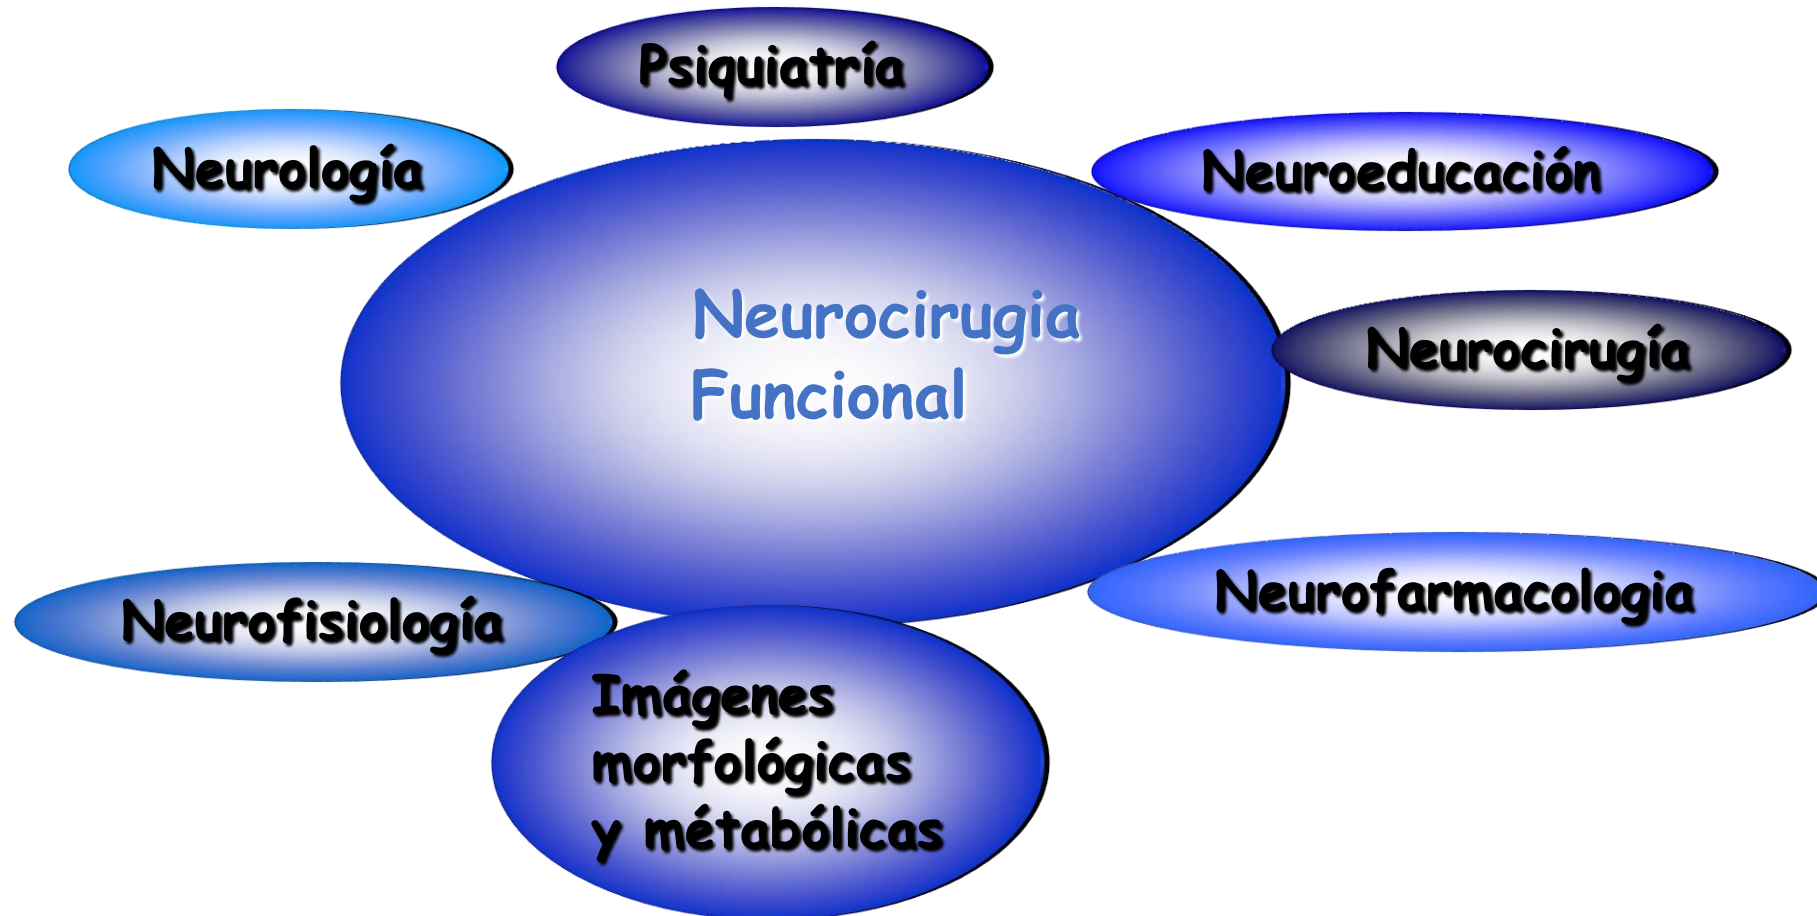 Psiquiatría
Neurología
Neuroeducación
Neurocirugia
Funcional
Neurocirugía
Neurofisiología
Neurofarmacologia
Imágenes
morfológicas
y métabólicas